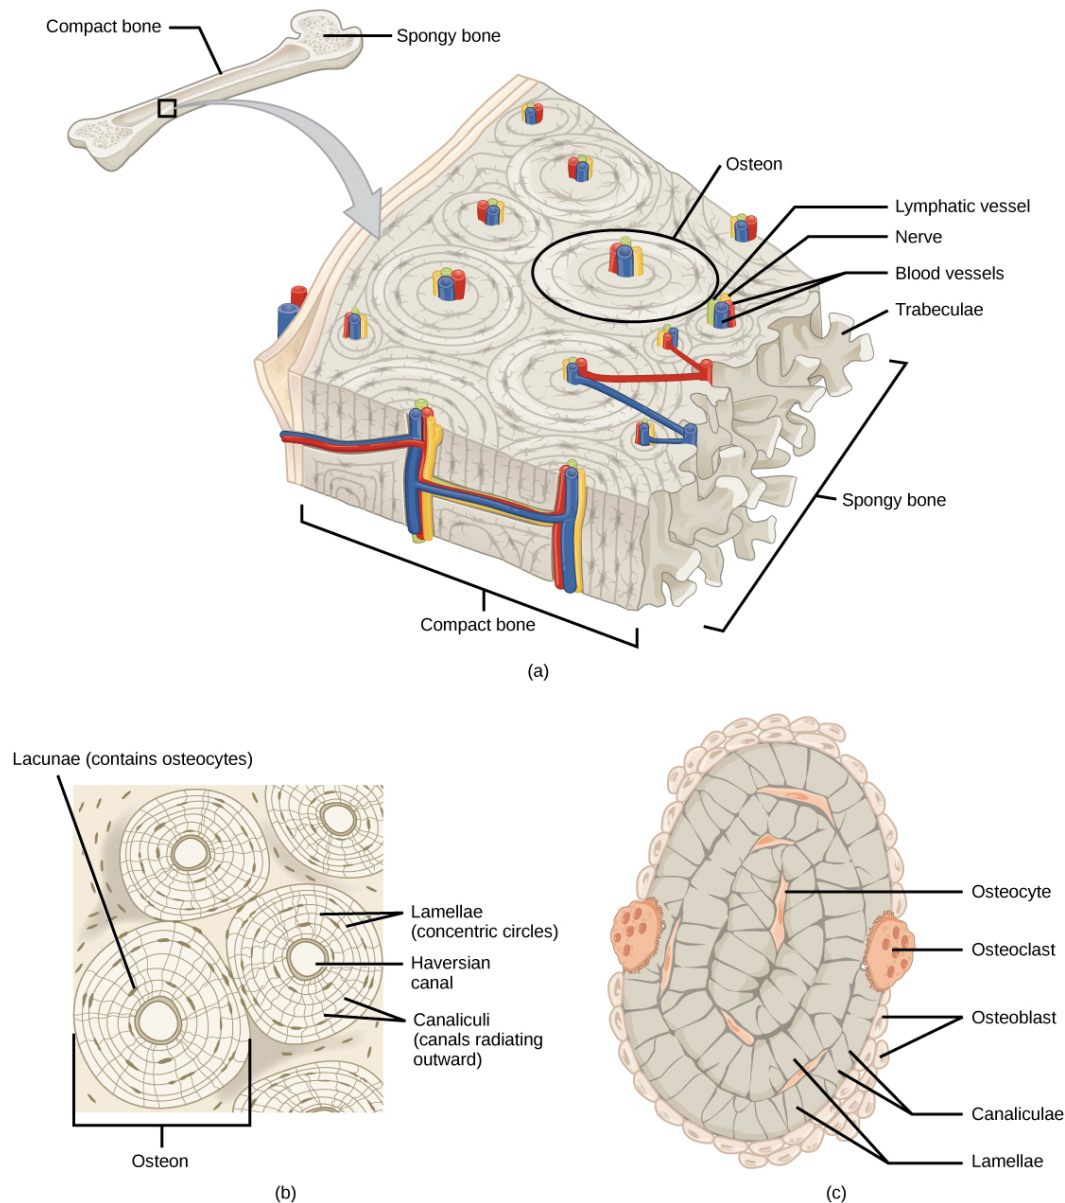 Compact bone
Spongy bone
Osteon
Lymphatic vessel
Nerve
Blood vessels
Trabeculae
Spongy bone
Compact bone
(a)
Lacunae (contains osteocytes)
Lamellae
(concentric circles)
Haversian
canal
Canaliculi
(canals radiating
outward)
Osteon
(b)
Osteocyte
Osteoclast
Osteoblast
Canaliculae
Lamellae
(c)